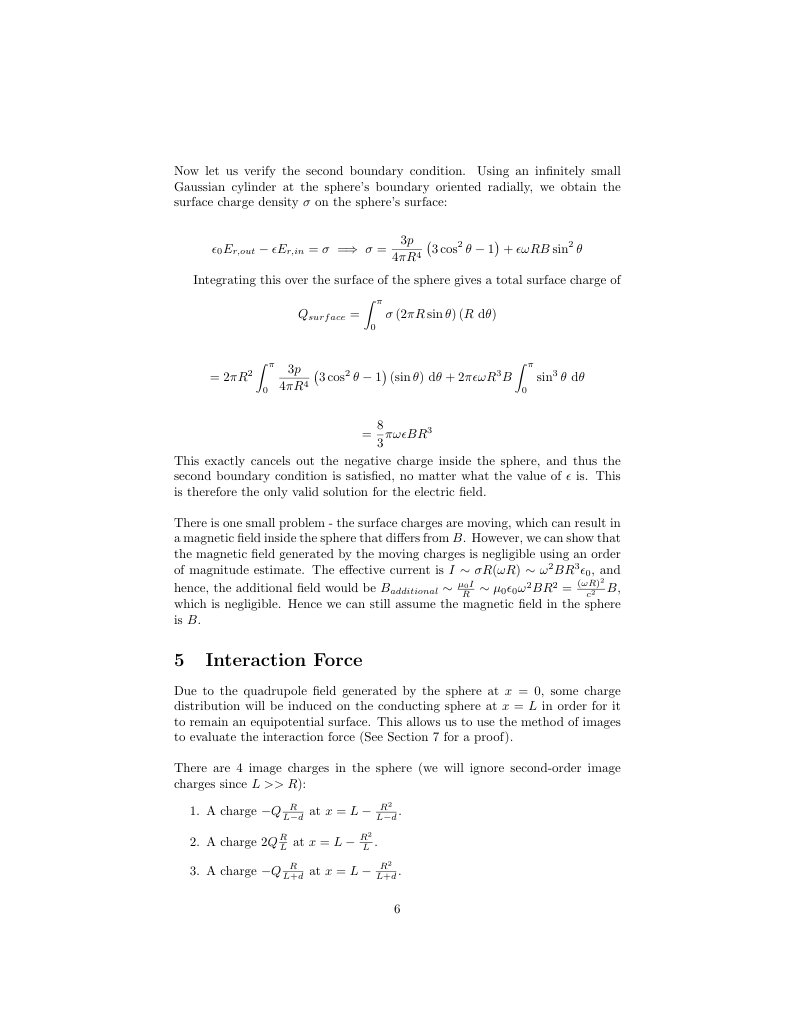 Now let us verify the second boundary condition. Using an infinitely small
Gaussian cylinder at the sphere's boundary oriented radially, we obtain the
surface charge density σ on the sphere's surface:
ϵ₀E_{r,out} − ϵE_{r,in} = σ ⟹ σ = \frac{3p}{4πR⁴} (3 cos² θ − 1) + ϵωRB sin² θ
Integrating this over the surface of the sphere gives a total surface charge of
Q_{surface} = ∫_0^π σ (2πR sin θ) (R dθ)
= 2πR² ∫_0^π \frac{3p}{4πR⁴} (3 cos² θ − 1) (sin θ) dθ + 2πϵωR³B ∫_0^π sin³ θ dθ
= \frac{8}{3}πωϵBR³
This exactly cancels out the negative charge inside the sphere, and thus the
second boundary condition is satisfied, no matter what the value of ϵ is. This
is therefore the only valid solution for the electric field.
There is one small problem - the surface charges are moving, which can result in
a magnetic field inside the sphere that differs from B. However, we can show that
the magnetic field generated by the moving charges is negligible using an order
of magnitude estimate. The effective current is I ∼ σR(ωR) ∼ ω²BR³ϵ₀, and
hence, the additional field would be B_{additional} ∼ \frac{μ₀I}{R} ∼ μ₀ϵ₀ω²BR² = \frac{(ωR)²}{c²}B,
which is negligible. Hence we can still assume the magnetic field in the sphere
is B.
5 Interaction Force
Due to the quadrupole field generated by the sphere at x = 0, some charge
distribution will be induced on the conducting sphere at x = L in order for it
to remain an equipotential surface. This allows us to use the method of images
to evaluate the interaction force (See Section 7 for a proof).
There are 4 image charges in the sphere (we will ignore second-order image
charges since L >> R):
1. A charge −Q\frac{R}{L−d} at x = L − \frac{R²}{L−d}.
2. A charge 2Q\frac{R}{L} at x = L − \frac{R²}{L}.
3. A charge −Q\frac{R}{L+d} at x = L − \frac{R²}{L+d}.
6